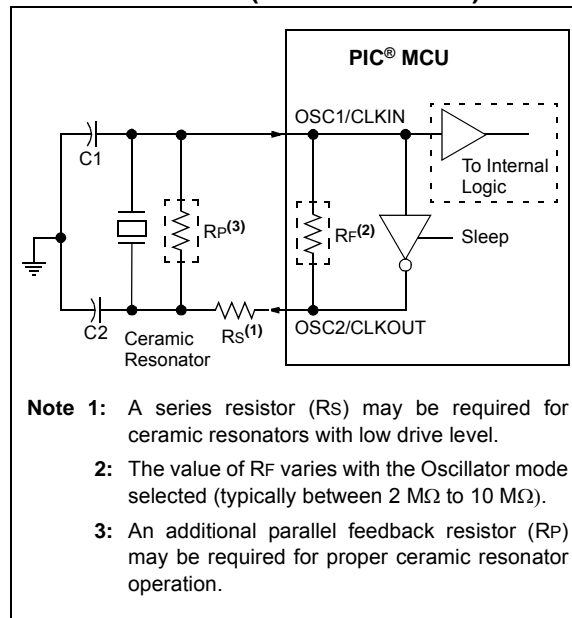 PIC® MCU
OSC1/CLKIN
C1
To Internal
Logic
RP(3)
RF(2)
Sleep
C2
Ceramic
Resonator
RS(1)
OSC2/CLKOUT
Note 1: A series resistor (RS) may be required for
ceramic resonators with low drive level.
2: The value of RF varies with the Oscillator mode
selected (typically between 2 MΩ to 10 MΩ).
3: An additional parallel feedback resistor (RP)
may be required for proper ceramic resonator
operation.